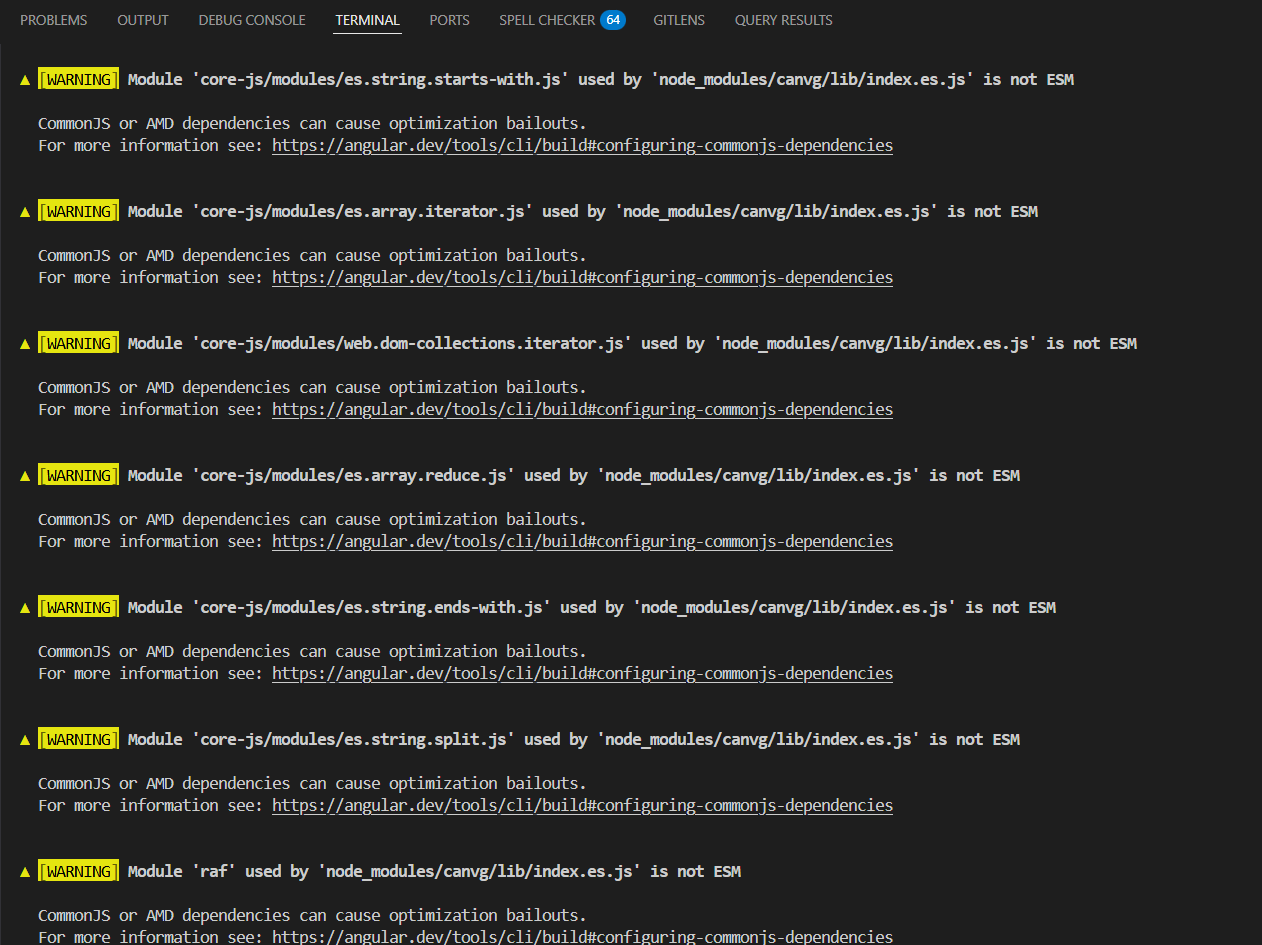 PROBLEMS OUTPUT DEBUG CONSOLE TERMINAL PORTS SPELL CHECKER 64 GITLENS QUERY RESULTS
▲ [WARNING] Module 'core-js/modules/es.string.starts-with.js' used by 'node_modules/canvg/lib/index.es.js' is not ESM
CommonJS or AMD dependencies can cause optimization bailouts.
For more information see: https://angular.dev/tools/cli/build#configuring-commonjs-dependencies
▲ [WARNING] Module 'core-js/modules/es.array.iterator.js' used by 'node_modules/canvg/lib/index.es.js' is not ESM
CommonJS or AMD dependencies can cause optimization bailouts.
For more information see: https://angular.dev/tools/cli/build#configuring-commonjs-dependencies
▲ [WARNING] Module 'core-js/modules/web.dom-collections.iterator.js' used by 'node_modules/canvg/lib/index.es.js' is not ESM
CommonJS or AMD dependencies can cause optimization bailouts.
For more information see: https://angular.dev/tools/cli/build#configuring-commonjs-dependencies
▲ [WARNING] Module 'core-js/modules/es.array.reduce.js' used by 'node_modules/canvg/lib/index.es.js' is not ESM
CommonJS or AMD dependencies can cause optimization bailouts.
For more information see: https://angular.dev/tools/cli/build#configuring-commonjs-dependencies
▲ [WARNING] Module 'core-js/modules/es.string.ends-with.js' used by 'node_modules/canvg/lib/index.es.js' is not ESM
CommonJS or AMD dependencies can cause optimization bailouts.
For more information see: https://angular.dev/tools/cli/build#configuring-commonjs-dependencies
▲ [WARNING] Module 'core-js/modules/es.string.split.js' used by 'node_modules/canvg/lib/index.es.js' is not ESM
CommonJS or AMD dependencies can cause optimization bailouts.
For more information see: https://angular.dev/tools/cli/build#configuring-commonjs-dependencies
▲ [WARNING] Module 'raf' used by 'node_modules/canvg/lib/index.es.js' is not ESM
CommonJS or AMD dependencies can cause optimization bailouts.
For more information see: https://angular.dev/tools/cli/build#configuring-commonjs-dependencies